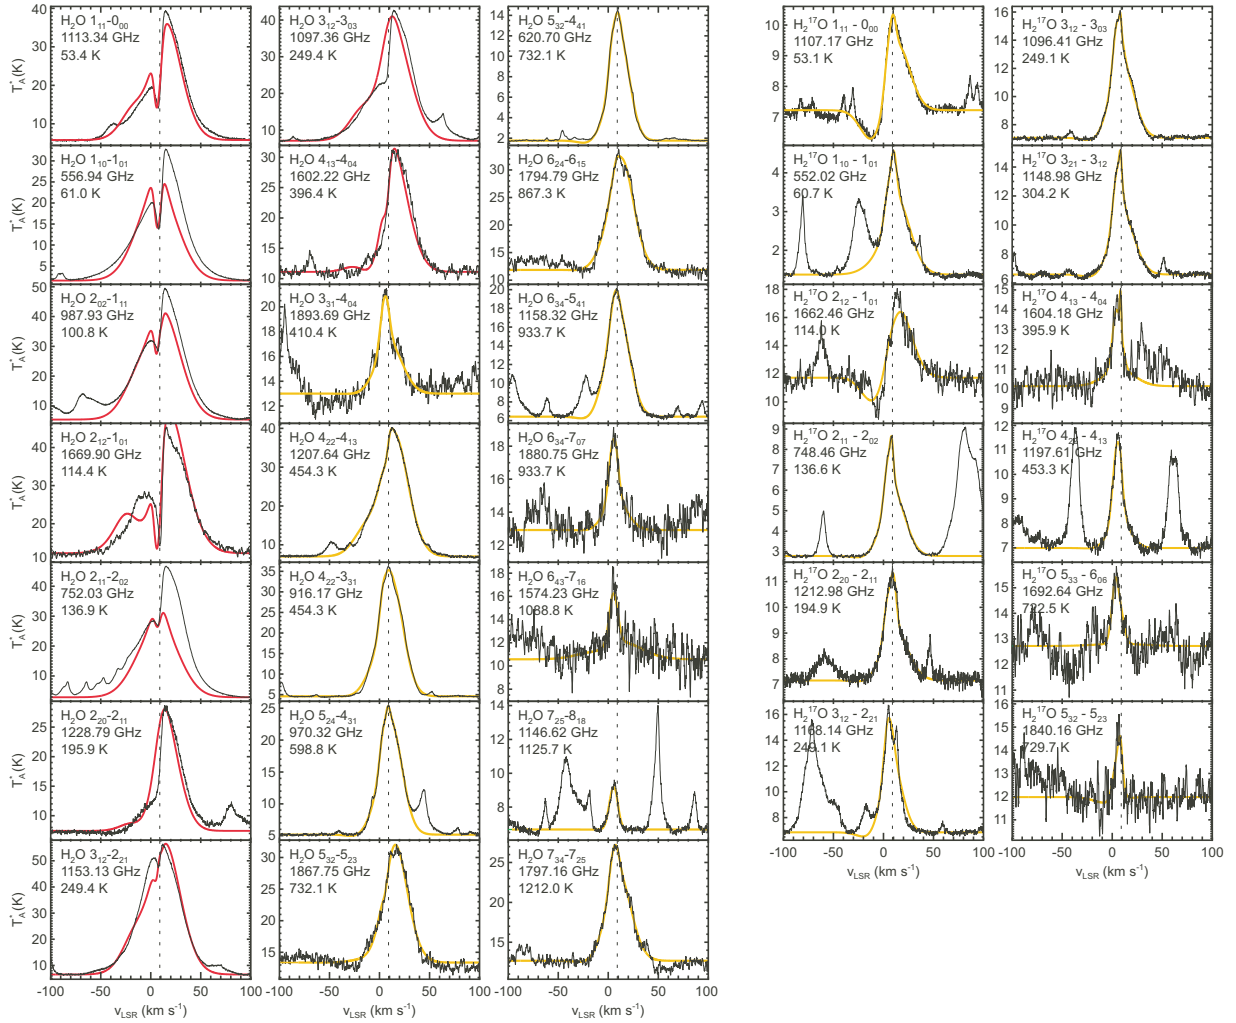 H₂O 1₁₁-0₀₀
1113.34 GHz
53.4 K
H₂O 3₁₂-3₀₃
1097.36 GHz
249.4 K
H₂O 5₃₂-4₄₁
620.70 GHz
732.1 K
H₂¹⁷O 1₁₁ - 0₀₀
1107.17 GHz
53.1 K
H₂¹⁷O 3₁₂ - 3₀₃
1096.41 GHz
249.1 K
H₂O 1₁₀-1₀₁
556.94 GHz
61.0 K
H₂O 4₁₃-4₀₄
1602.22 GHz
396.4 K
H₂O 6₂₄-6₁₅
1794.79 GHz
867.3 K
H₂¹⁷O 1₁₀ - 1₀₁
552.02 GHz
60.7 K
H₂¹⁷O 3₂₁ - 3₁₂
1148.98 GHz
304.2 K
H₂O 2₀₂-1₁₁
987.93 GHz
100.8 K
H₂O 3₃₁-4₀₄
1893.69 GHz
410.4 K
H₂O 6₃₄-5₄₁
1158.32 GHz
933.7 K
H₂¹⁷O 2₁₂ - 1₀₁
1662.46 GHz
114.0 K
H₂¹⁷O 4₁₃ - 4₀₄
1604.18 GHz
395.9 K
H₂O 2₁₂-1₀₁
1669.90 GHz
114.4 K
H₂O 4₂₂-4₁₃
1207.64 GHz
454.3 K
H₂O 6₃₄-7₀₇
1880.75 GHz
933.7 K
H₂¹⁷O 2₁₁ - 2₀₂
748.46 GHz
136.6 K
H₂¹⁷O 4₂₂ - 4₁₃
1197.61 GHz
453.3 K
H₂O 2₁₁-2₀₂
752.03 GHz
136.9 K
H₂O 4₂₂-3₃₁
916.17 GHz
454.3 K
H₂O 6₄₃-7₁₆
1574.23 GHz
1088.8 K
H₂¹⁷O 2₂₀ - 2₁₁
1212.98 GHz
194.9 K
H₂¹⁷O 5₃₃ - 6₀₆
1692.64 GHz
722.5 K
H₂O 2₂₀-2₁₁
1228.79 GHz
195.9 K
H₂O 5₂₄-4₃₁
970.32 GHz
598.8 K
H₂O 7₂₅-8₁₈
1146.62 GHz
1125.7 K
H₂¹⁷O 3₁₂ - 2₂₁
1168.14 GHz
249.1 K
H₂¹⁷O 5₃₂ - 5₂₃
1840.16 GHz
729.7 K
H₂O 3₁₂-2₂₁
1153.13 GHz
249.4 K
H₂O 5₃₂-5₂₃
1867.75 GHz
732.1 K
H₂O 7₃₄-7₂₅
1797.16 GHz
1212.0 K
T*A(K)
-100 -50 0 50 100
v_LSR (km s⁻¹)